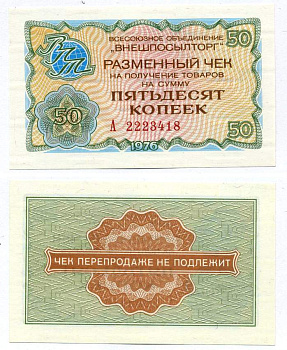 ВПТ
ВСЕСОЮЗНОЕ ОБЪЕДИНЕНИЕ
"ВНЕШПОСЫЛТОРГ"
50
РАЗМЕННЫЙ ЧЕК
НА ПОЛУЧЕНИЕ ТОВАРОВ
НА СУММУ
ПЯТЬДЕСЯТ
КОПЕЕК
50
А 2223418
50
1976
ЧЕК ПЕРЕПРОДАЖЕ НЕ ПОДЛЕЖИТ